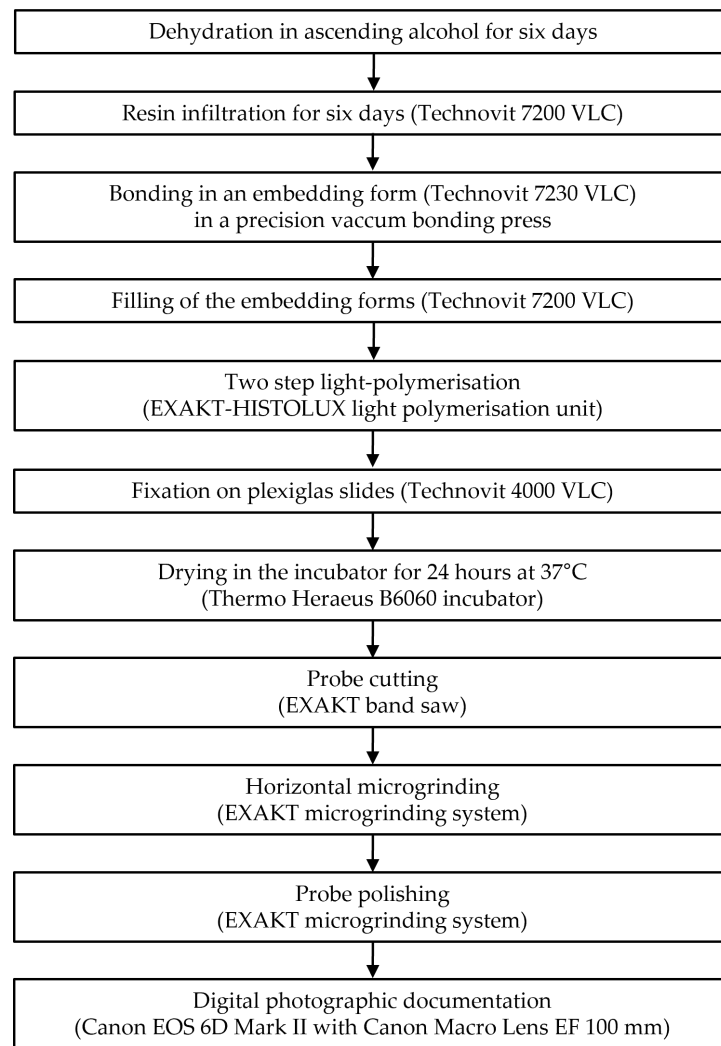 Dehydration in ascending alcohol for six days
Resin infiltration for six days (Technovit 7200 VLC)
Bonding in an embedding form (Technovit 7230 VLC)
in a precision vaccum bonding press
Filling of the embedding forms (Technovit 7200 VLC)
Two step light-polymerisation
(EXAKT-HISTOLUX light polymerisation unit)
Fixation on plexiglas slides (Technovit 4000 VLC)
Drying in the incubator for 24 hours at 37°C
(Thermo Heraeus B6060 incubator)
Probe cutting
(EXAKT band saw)
Horizontal microgrinding
(EXAKT microgrinding system)
Probe polishing
(EXAKT microgrinding system)
Digital photographic documentation
(Canon EOS 6D Mark II with Canon Macro Lens EF 100 mm)